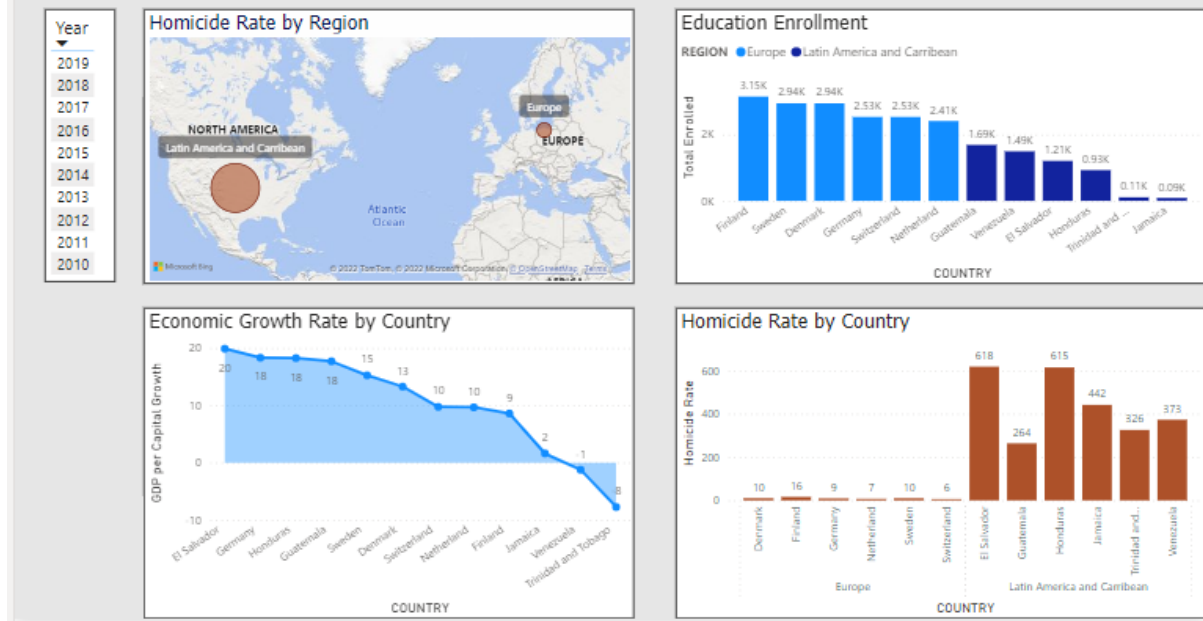 Year
2019
2018
2017
2016
2015
2014
2013
2012
2011
2010
Homicide Rate by Region
Europe
NORTH AMERICA
EUROPE
Latin America and Carribean
Atlantic
Ocean
Microsoft Bing
© 2022 TomTom, © 2022 Microsoft Corporation, © OpenStreetMap Terms
AFRICA
Education Enrollment
REGION Europe Latin America and Carribean
Total Enrolled
3.15K 2.94K 2.94K 2.53K 2.53K 2.41K 1.69K 1.49K 1.21K 0.93K 0.11K 0.09K
2K
0K
Finland Sweden Denmark Germany Switzerland Netherland Guatemala Venezuela El Salvador Honduras Trinidad and ... Jamaica
COUNTRY
Economic Growth Rate by Country
GDP per Capital Growth
20
10
0
-10
20 18 18 18 15 13 10 10 9 2 -1 8
El Salvador Germany Honduras Guatemala Sweden Denmark Switzerland Netherland Finland Jamaica Venezuela Trinidad and Tobago
COUNTRY
Homicide Rate by Country
Homicide Rate
600
400
200
0
10 16 9 7 10 6 618 264 615 442 326 373
Denmark Finland Germany Netherland Sweden Switzerland El Salvador Guatemala Honduras Jamaica Trinidad and... Venezuela
Europe Latin America and Carribean
COUNTRY